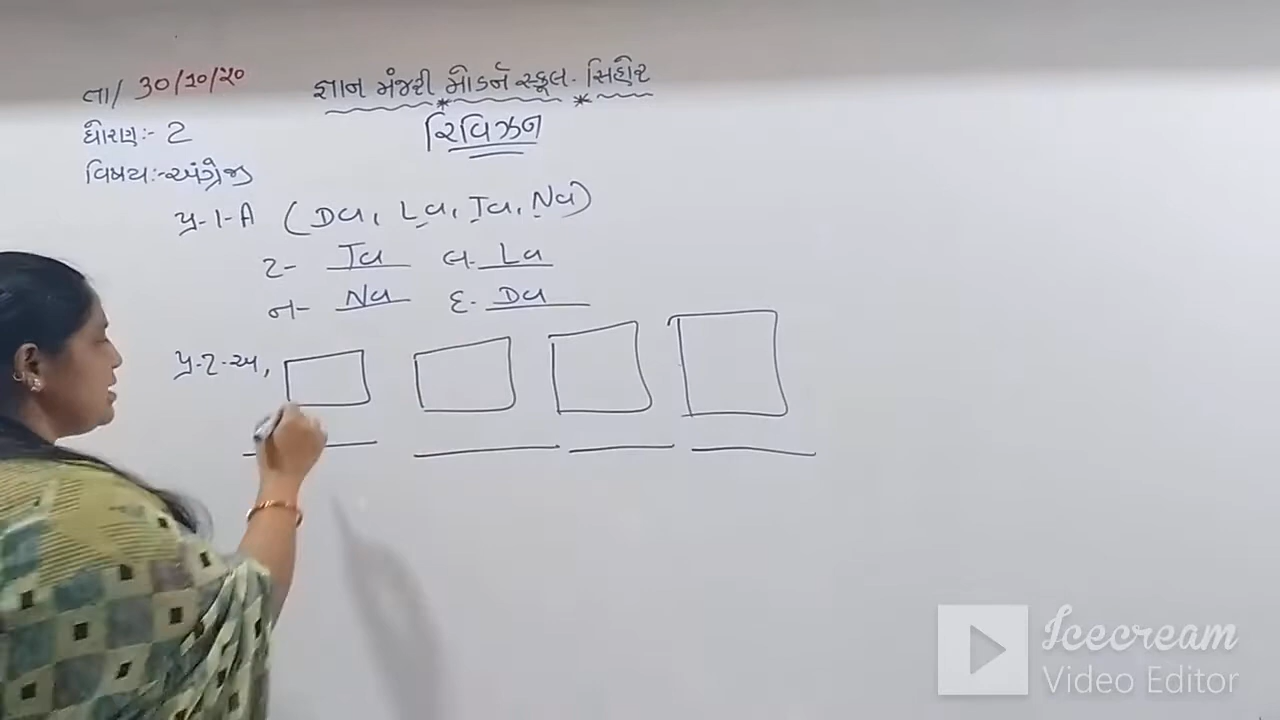 તા/ 30/10/20
જ્ઞાન મંજરી મોડર્ન સ્કૂલ. સિહોર
ધોરણ:- 2
રિવિઝન
વિષય:-અંગ્રેજી
પ્ર-1-A (Da, La, Ta, Na)
ટ- Ta લ. La
ન- Na દ. Da
પ્ર-2-અ,
Icecream
Video Editor